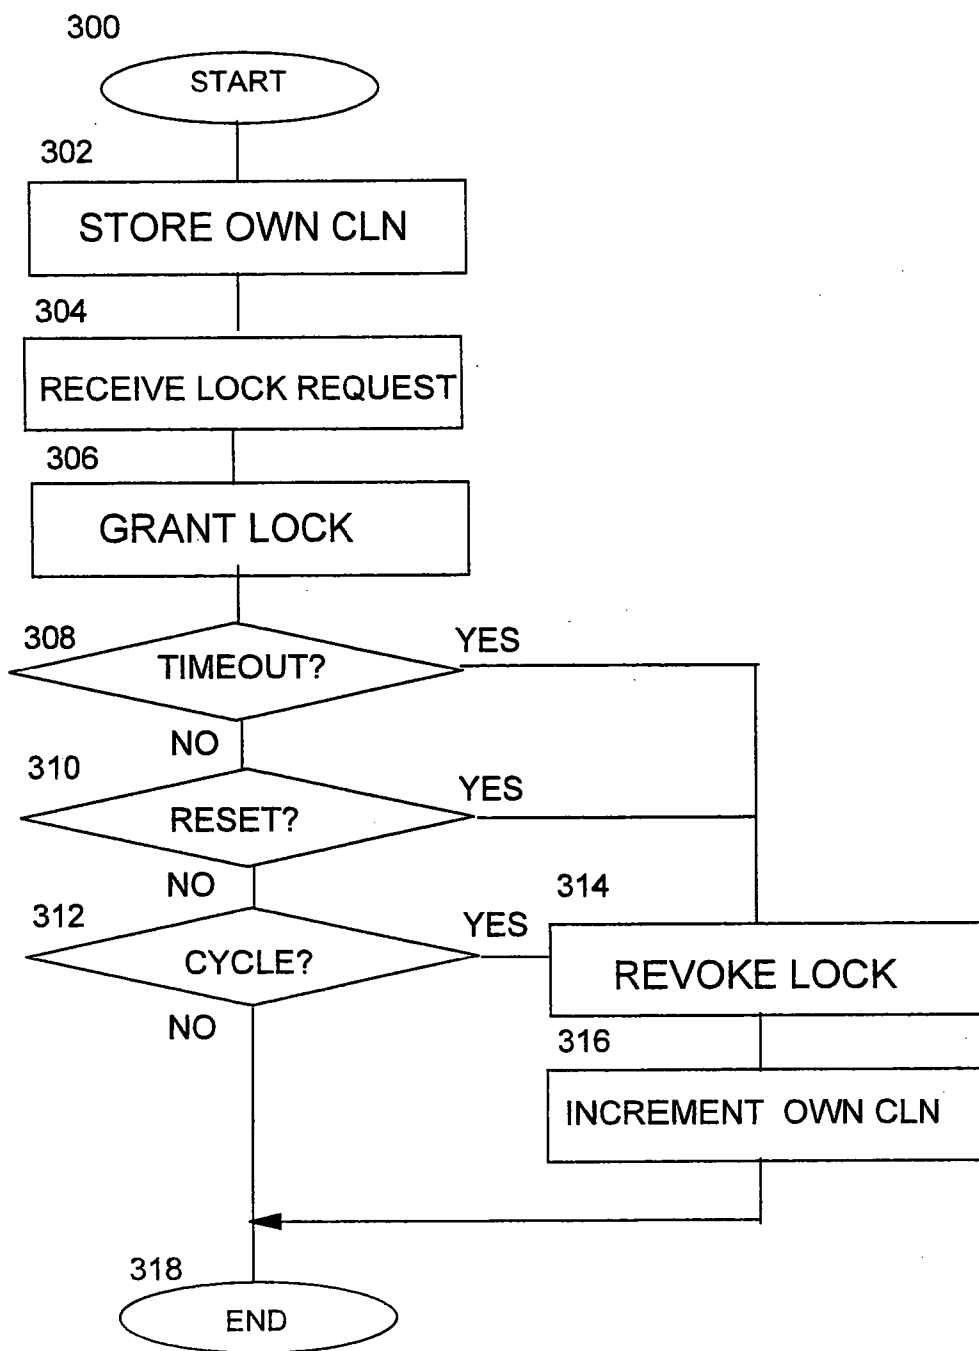 300
START
302
STORE OWN CLN
304
RECEIVE LOCK REQUEST
306
GRANT LOCK
308
TIMEOUT?
YES
NO
310
RESET?
YES
NO
312
CYCLE?
YES
314
REVOKE LOCK
NO
316
INCREMENT OWN CLN
318
END